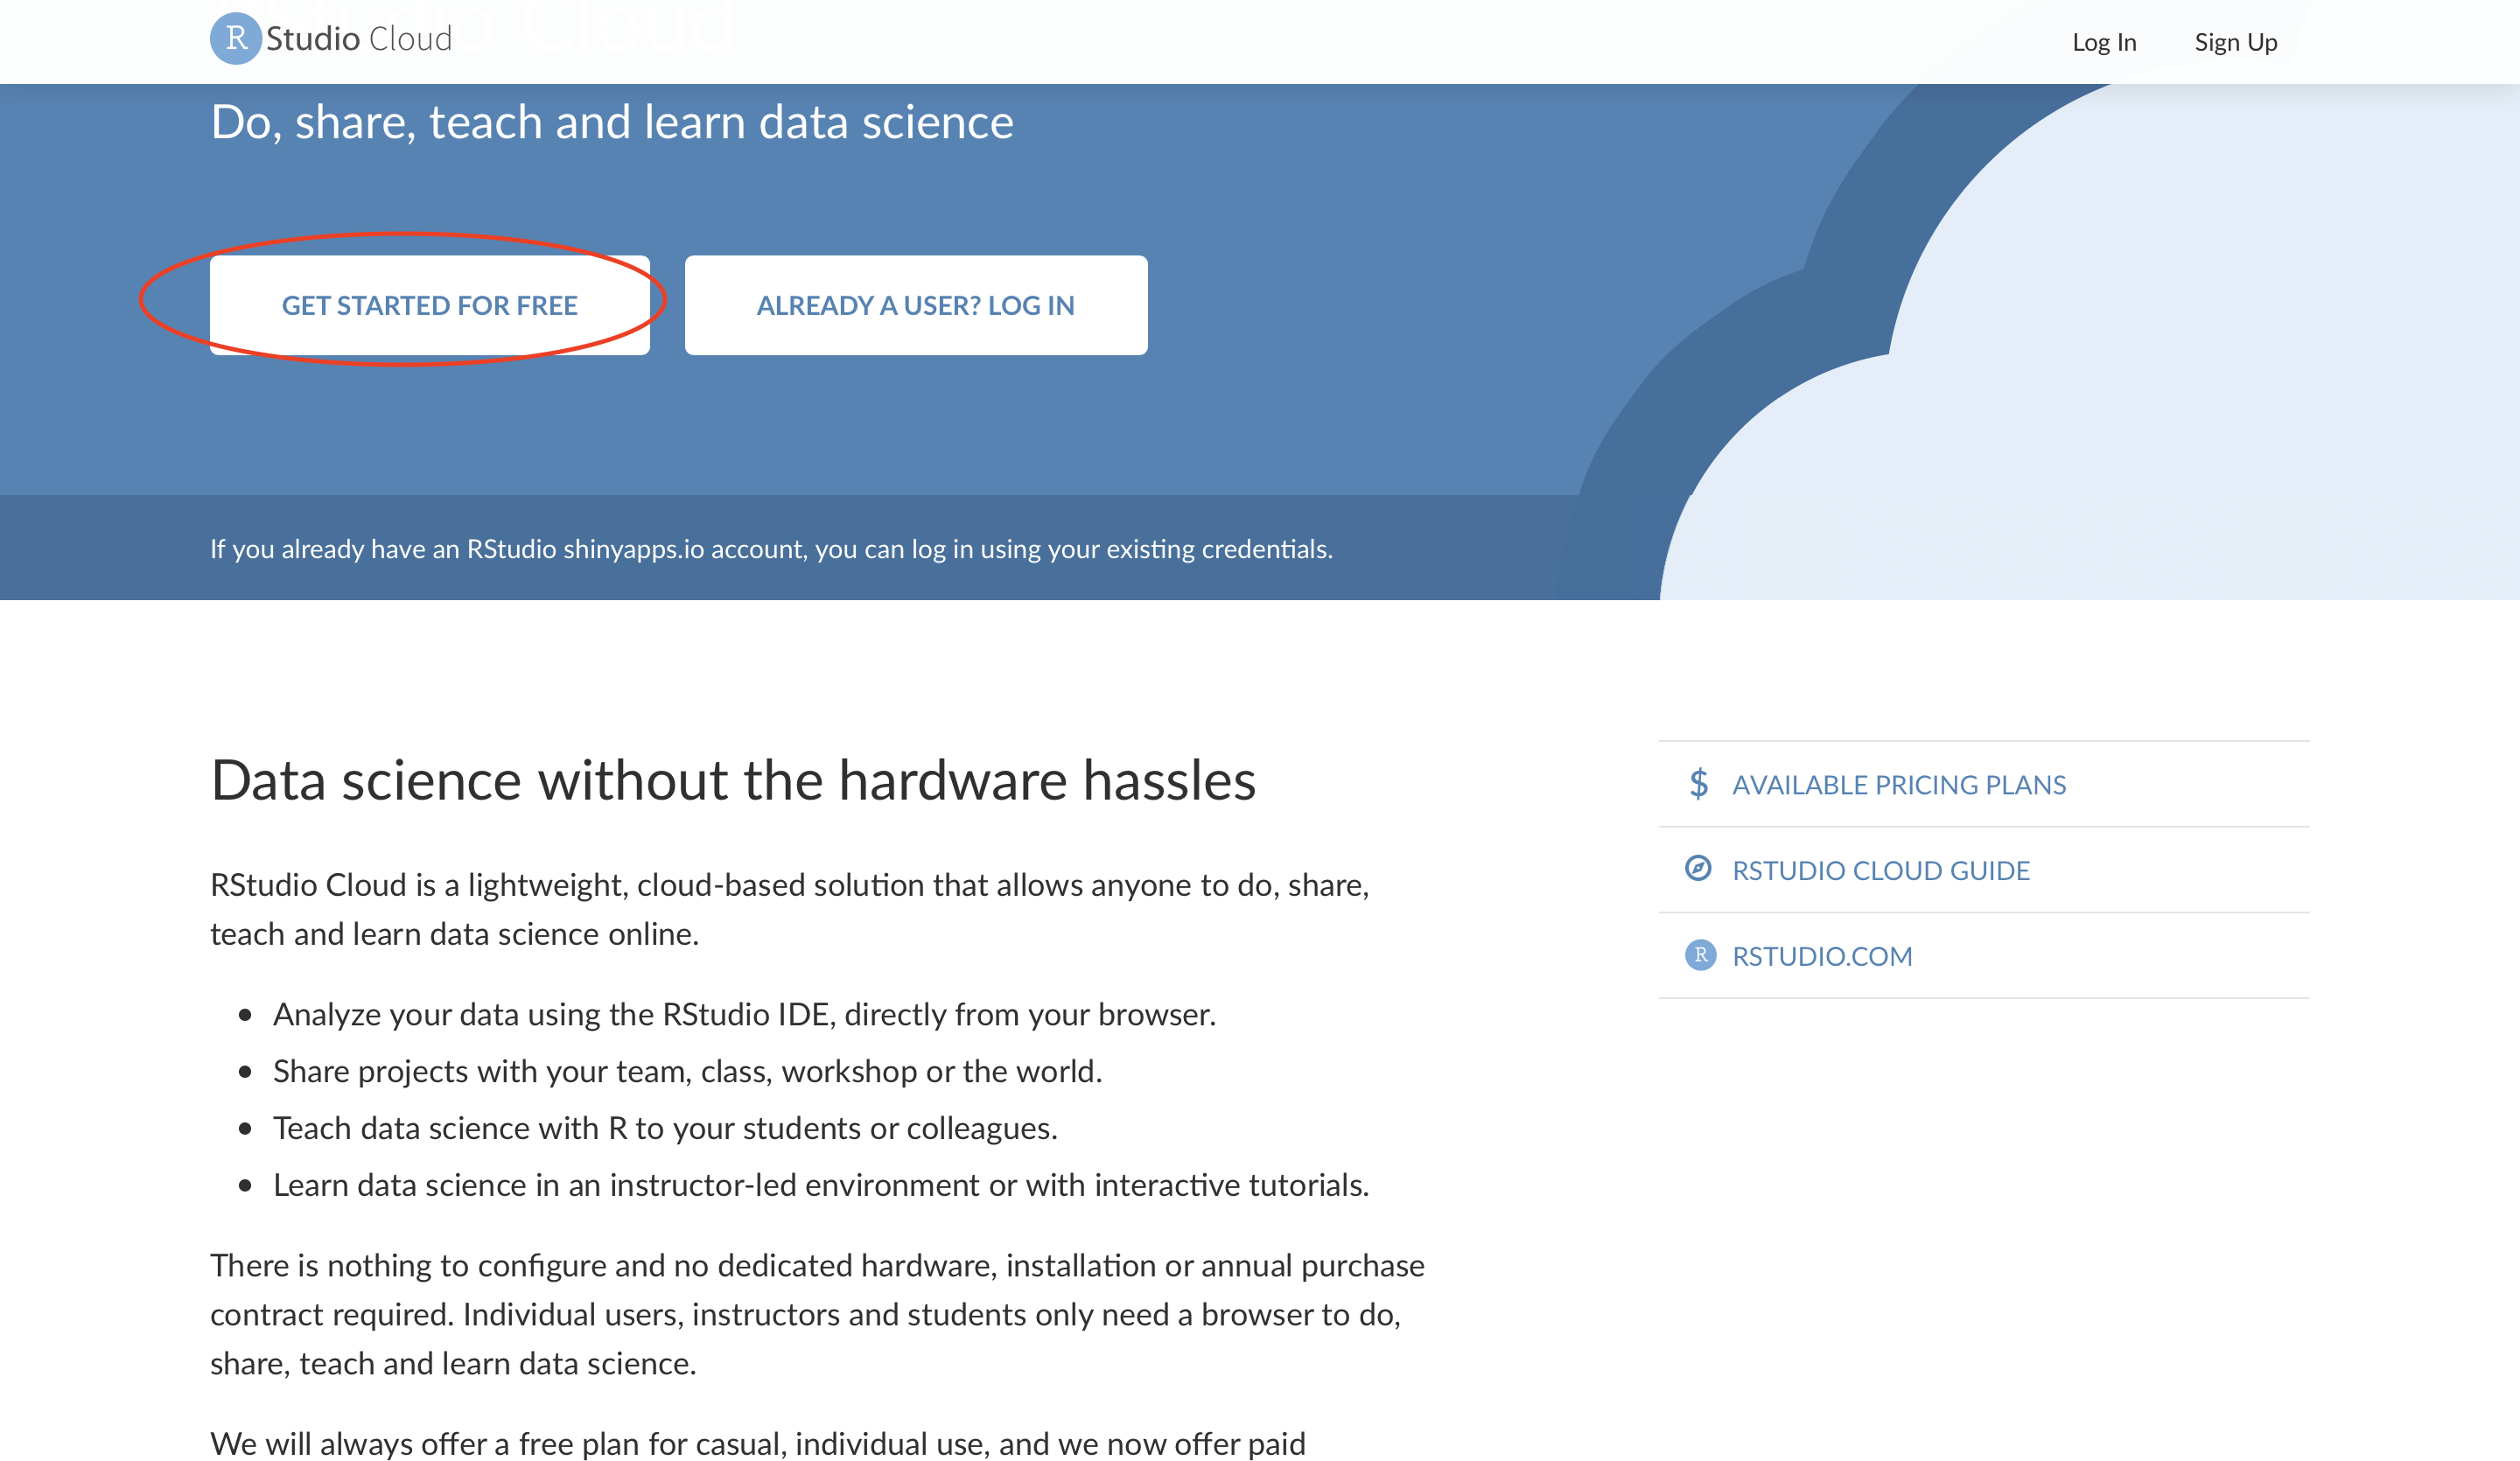 R Studio Cloud
Log In
Sign Up
Do, share, teach and learn data science
GET STARTED FOR FREE
ALREADY A USER? LOG IN
If you already have an RStudio shinyapps.io account, you can log in using your existing credentials.
Data science without the hardware hassles
RStudio Cloud is a lightweight, cloud-based solution that allows anyone to do, share,
teach and learn data science online.
• Analyze your data using the RStudio IDE, directly from your browser.
• Share projects with your team, class, workshop or the world.
• Teach data science with R to your students or colleagues.
• Learn data science in an instructor-led environment or with interactive tutorials.
There is nothing to configure and no dedicated hardware, installation or annual purchase
contract required. Individual users, instructors and students only need a browser to do,
share, teach and learn data science.
We will always offer a free plan for casual, individual use, and we now offer paid
$ AVAILABLE PRICING PLANS
RSTUDIO CLOUD GUIDE
R RSTUDIO.COM